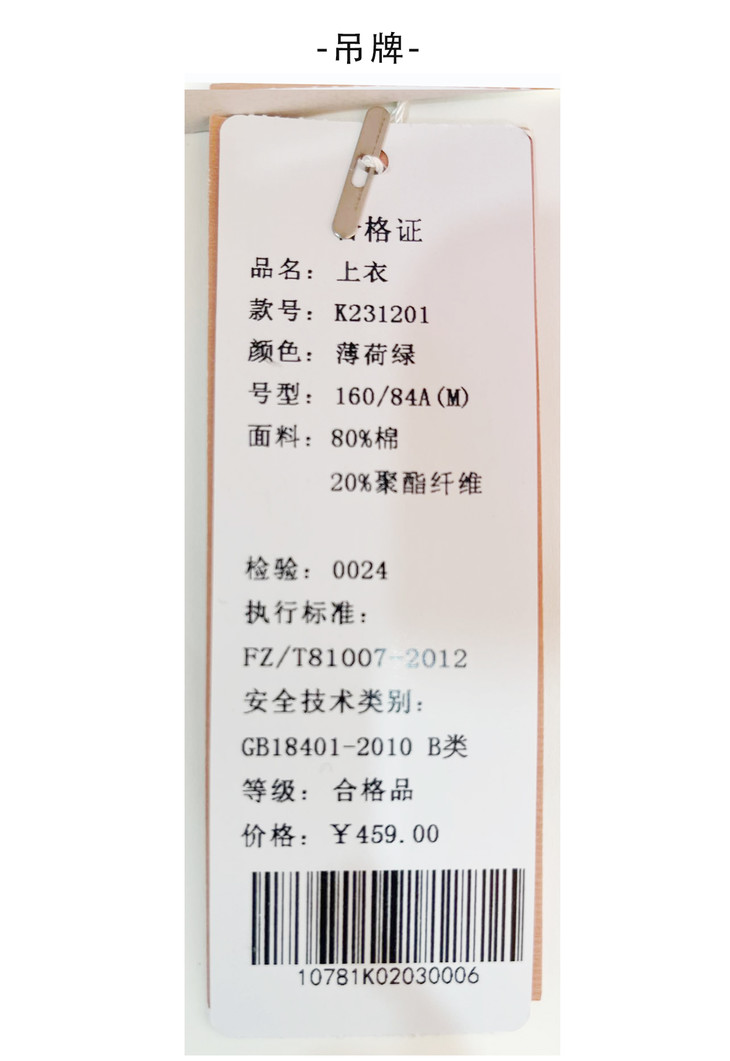 -吊牌-
合格证
品名：上衣
款号：K231201
颜色：薄荷绿
号型：160/84A(M)
面料：80%棉
20%聚酯纤维
检验：0024
执行标准：
FZ/T81007-2012
安全技术类别：
GB18401-2010 B类
等级：合格品
价格：￥459.00
10781K02030006